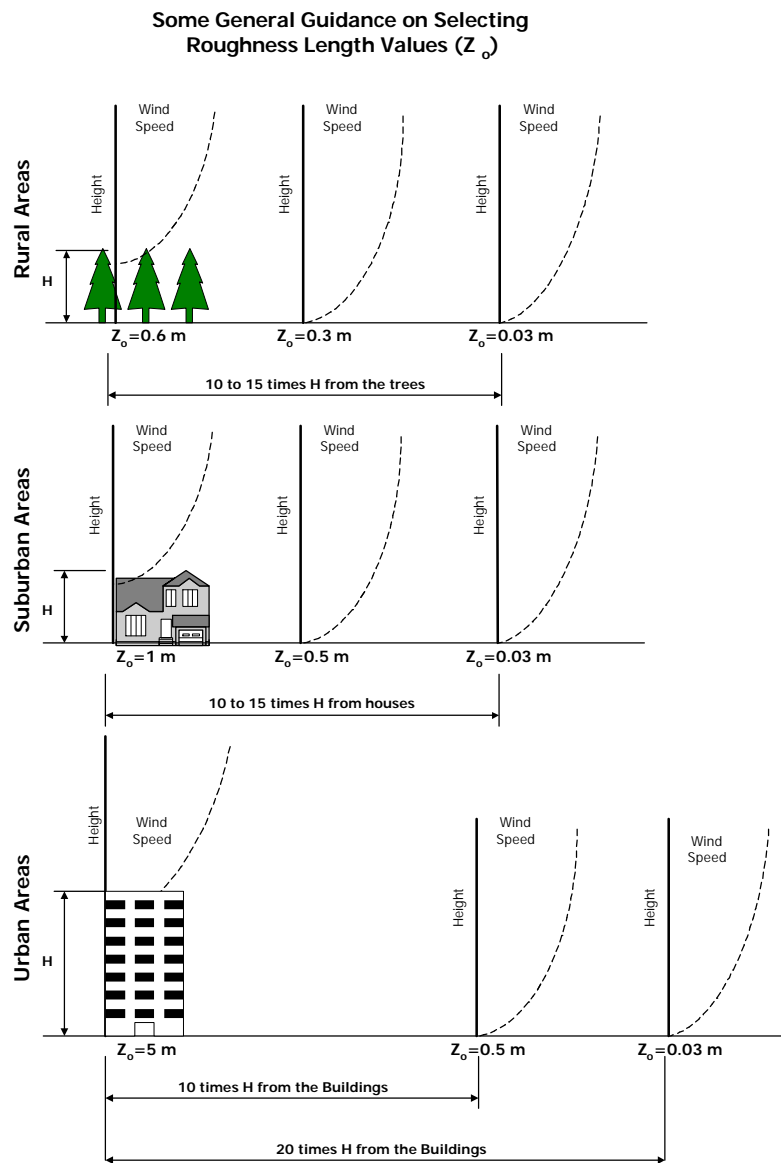 Some General Guidance on Selecting
Roughness Length Values (Z o)
Rural Areas
Height
Wind
Speed
Height
Wind
Speed
Height
Wind
Speed
H
Zo=0.6 m
Zo=0.3 m
Zo=0.03 m
10 to 15 times H from the trees
Suburban Areas
Height
Wind
Speed
Height
Wind
Speed
Height
Wind
Speed
H
Zo=1 m
Zo=0.5 m
Zo=0.03 m
10 to 15 times H from houses
Urban Areas
Height
Wind
Speed
Height
Wind
Speed
Height
Wind
Speed
H
Zo=5 m
Zo=0.5 m
Zo=0.03 m
10 times H from the Buildings
20 times H from the Buildings